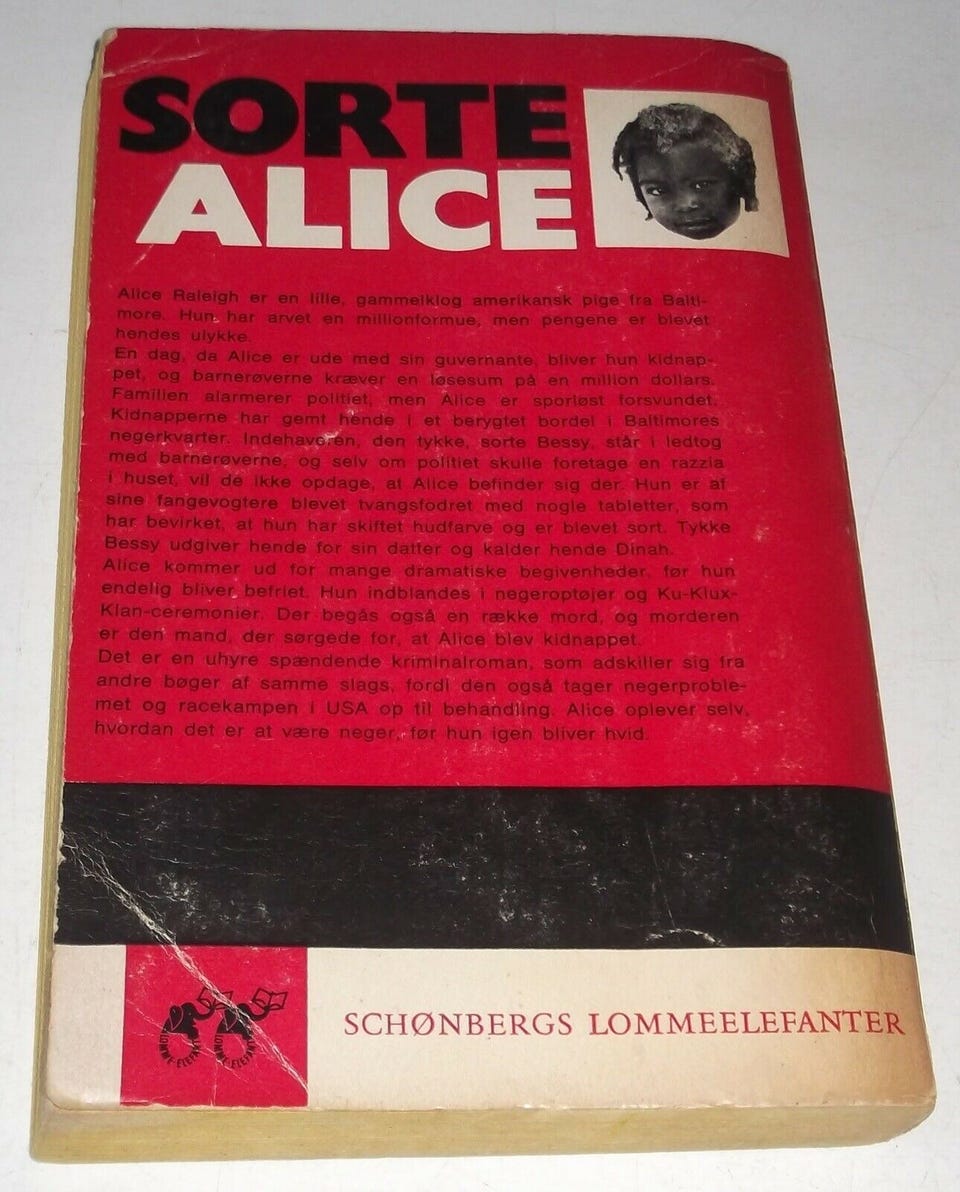 SORTE
ALICE
Alice Raleigh er en lille, gammelklog amerikansk pige fra Balti-
more. Hun har arvet en millionformue, men pengene er blevet
hendes ulykke.
En dag, da Alice er ude med sin guvernante, bliver hun kidnap-
pet, og barnerøverne kræver en løsesum på en million dollars.
Familien alarmerer politiet, men Alice er sporløst forsvundet.
Kidnapperne har gemt hende i et berygtet bordel i Baltimores
negerkvarter. Indehaveren, den tykke, sorte Bessy, står i ledtog
med barnerøverne, og selv om politiet skulle foretage en razzia
i huset, vil de ikke opdage, at Alice befinder sig der. Hun er af
sine fangevogtere blevet tvangsfodret med nogle tabletter, som
har bevirket, at hun har skiftet hudfarve og er blevet sort. Tykke
Bessy udgiver hende for sin datter og kalder hende Dinah.
Alice kommer ud for mange dramatiske begivenheder, før hun
endelig bliver befriet. Hun indblandes i negeroptøjer og Ku-Klux-
Klan-ceremonier. Der begås også en række mord, og morderen
er den mand, der sørgede for, at Alice blev kidnappet.
Det er en uhyre spændende kriminalroman, som adskiller sig fra
andre bøger af samme slags, fordi den også tager negerproble-
met og racekampen i USA op til behandling. Alice oplever selv,
hvordan det er at være neger, før hun igen bliver hvid.
SCHØNBERGS LOMMEELEFANTER